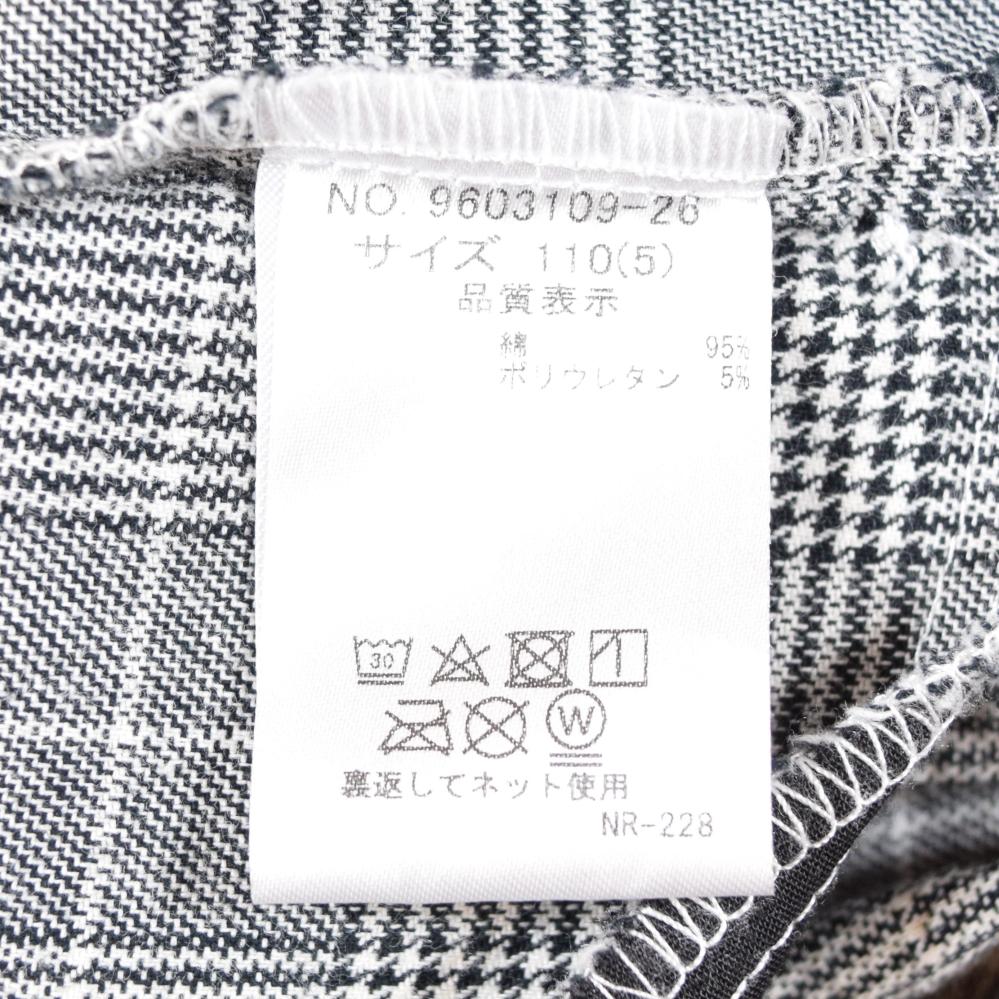 NO. 9603109-26
サイズ 110(5)
品質表示
綿 95%
ポリウレタン 5%
30
W
裏返してネット使用
NR-228